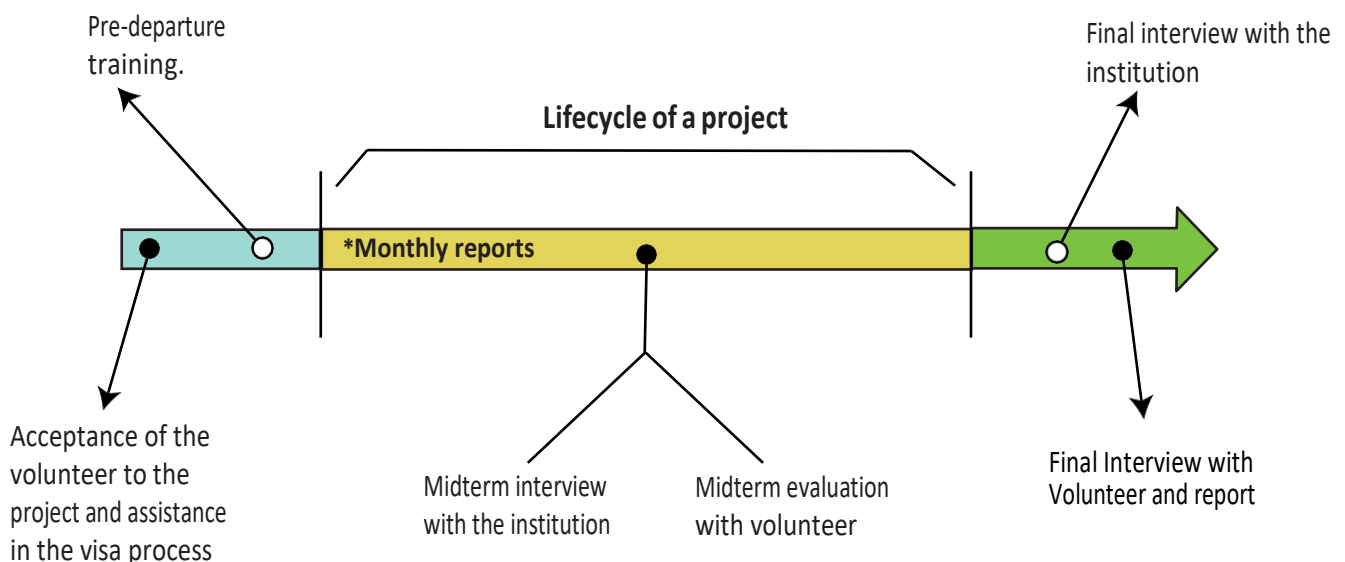 Pre-departure
training.
Final interview with the
institution
Lifecycle of a project
*Monthly reports
Acceptance of the
volunteer to the
project and assistance
in the visa process
Midterm interview
with the institution
Midterm evaluation
with volunteer
Final Interview with
Volunteer and report